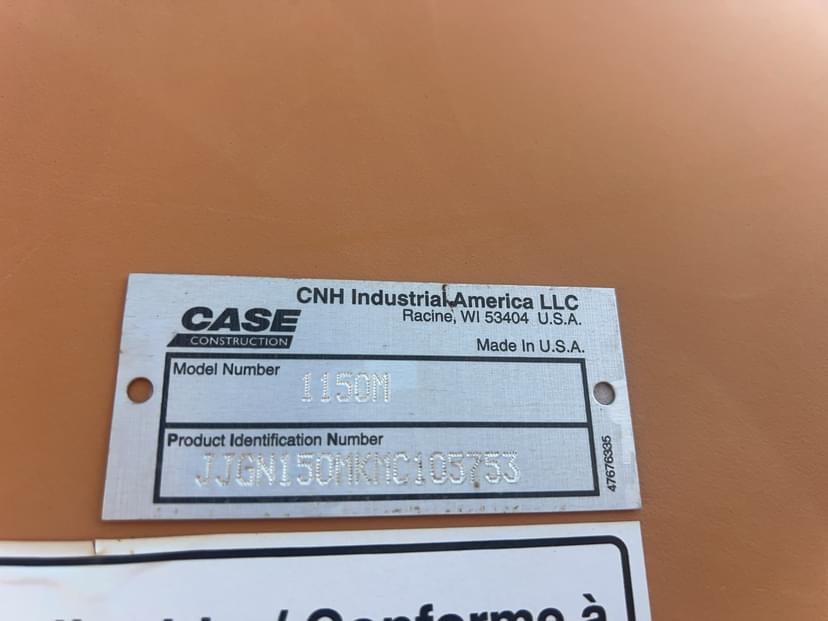 CNH Industrial America LLC
Racine, WI 53404 U.S.A.
CASE
CONSTRUCTION
Made in U.S.A.
Model Number
1150M
Product Identification Number
JJGN150MKMC105753
47676335
/ Conforme à